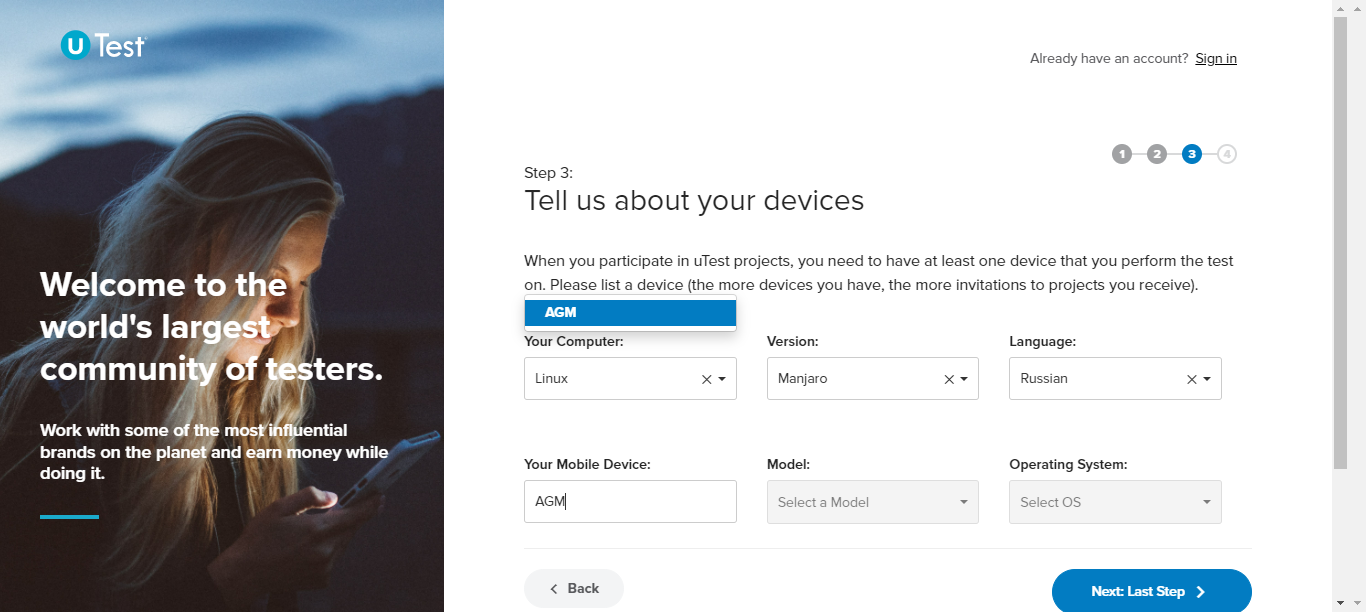 uTest
Already have an account? Sign in
1 2 3 4
Step 3:
Tell us about your devices
When you participate in uTest projects, you need to have at least one device that you perform the test
on. Please list a device (the more devices you have, the more invitations to projects you receive).
AGM
Your Computer: Version: Language:
Linux Manjaro Russian
Your Mobile Device: Model: Operating System:
AGM Select a Model Select OS
Back Next: Last Step
Welcome to the
world's largest
community of testers.
Work with some of the most influential
brands on the planet and earn money while
doing it.